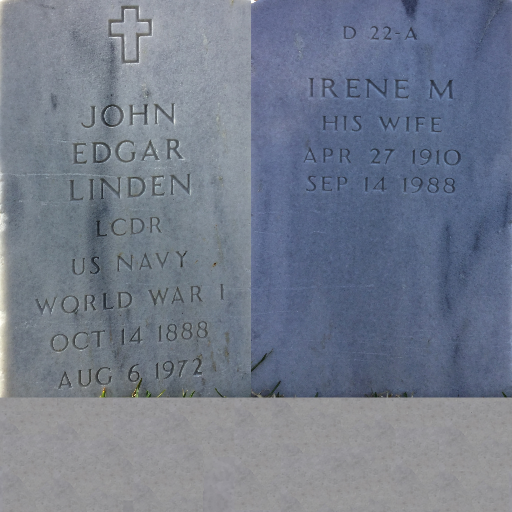 JOHN
EDGAR
LINDEN
LCDR
US NAVY
WORLD WAR I
OCT 14 1888
AUG 6 1972
D 22-A
IRENE M
HIS WIFE
APR 27 1910
SEP 14 1988